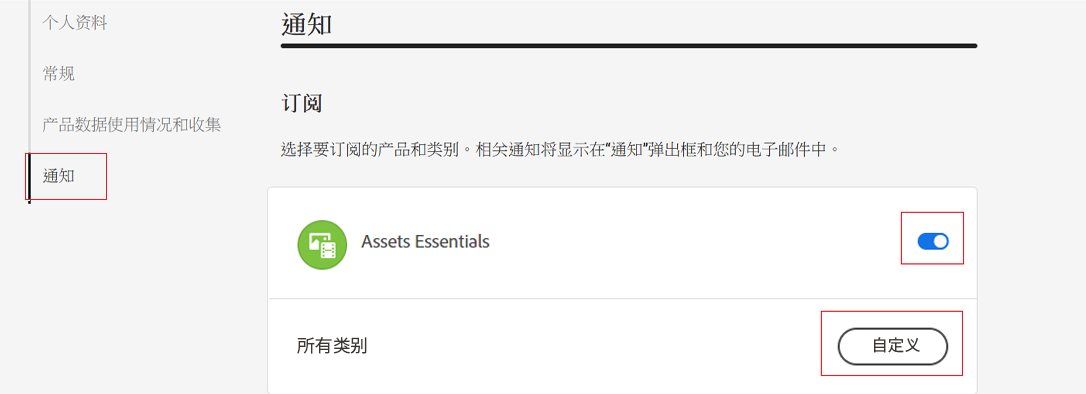 个人资料
常规
产品数据使用情况和收集
通知
通知
订阅
选择要订阅的产品和类别。相关通知将显示在“通知”弹出框和您的电子邮件中。
Assets Essentials
所有类别
自定义